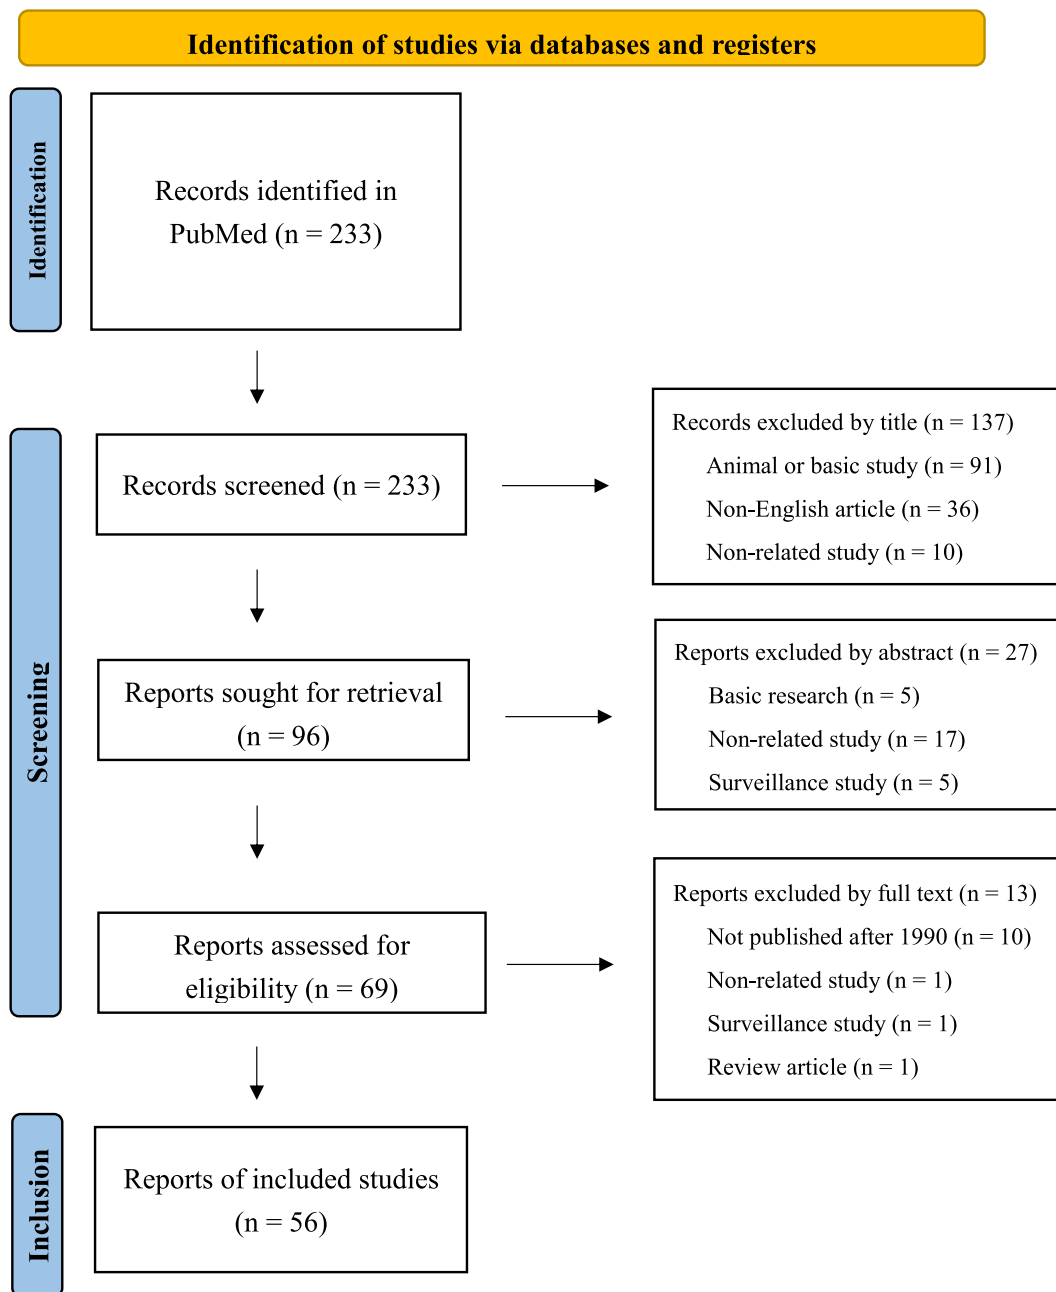 Identification of studies via databases and registers
Identification
Records identified in
PubMed (n = 233)
Screening
Records screened (n = 233)
Records excluded by title (n = 137)
Animal or basic study (n = 91)
Non-English article (n = 36)
Non-related study (n = 10)
Reports sought for retrieval
(n = 96)
Reports excluded by abstract (n = 27)
Basic research (n = 5)
Non-related study (n = 17)
Surveillance study (n = 5)
Reports assessed for
eligibility (n = 69)
Reports excluded by full text (n = 13)
Not published after 1990 (n = 10)
Non-related study (n = 1)
Surveillance study (n = 1)
Review article (n = 1)
Inclusion
Reports of included studies
(n = 56)